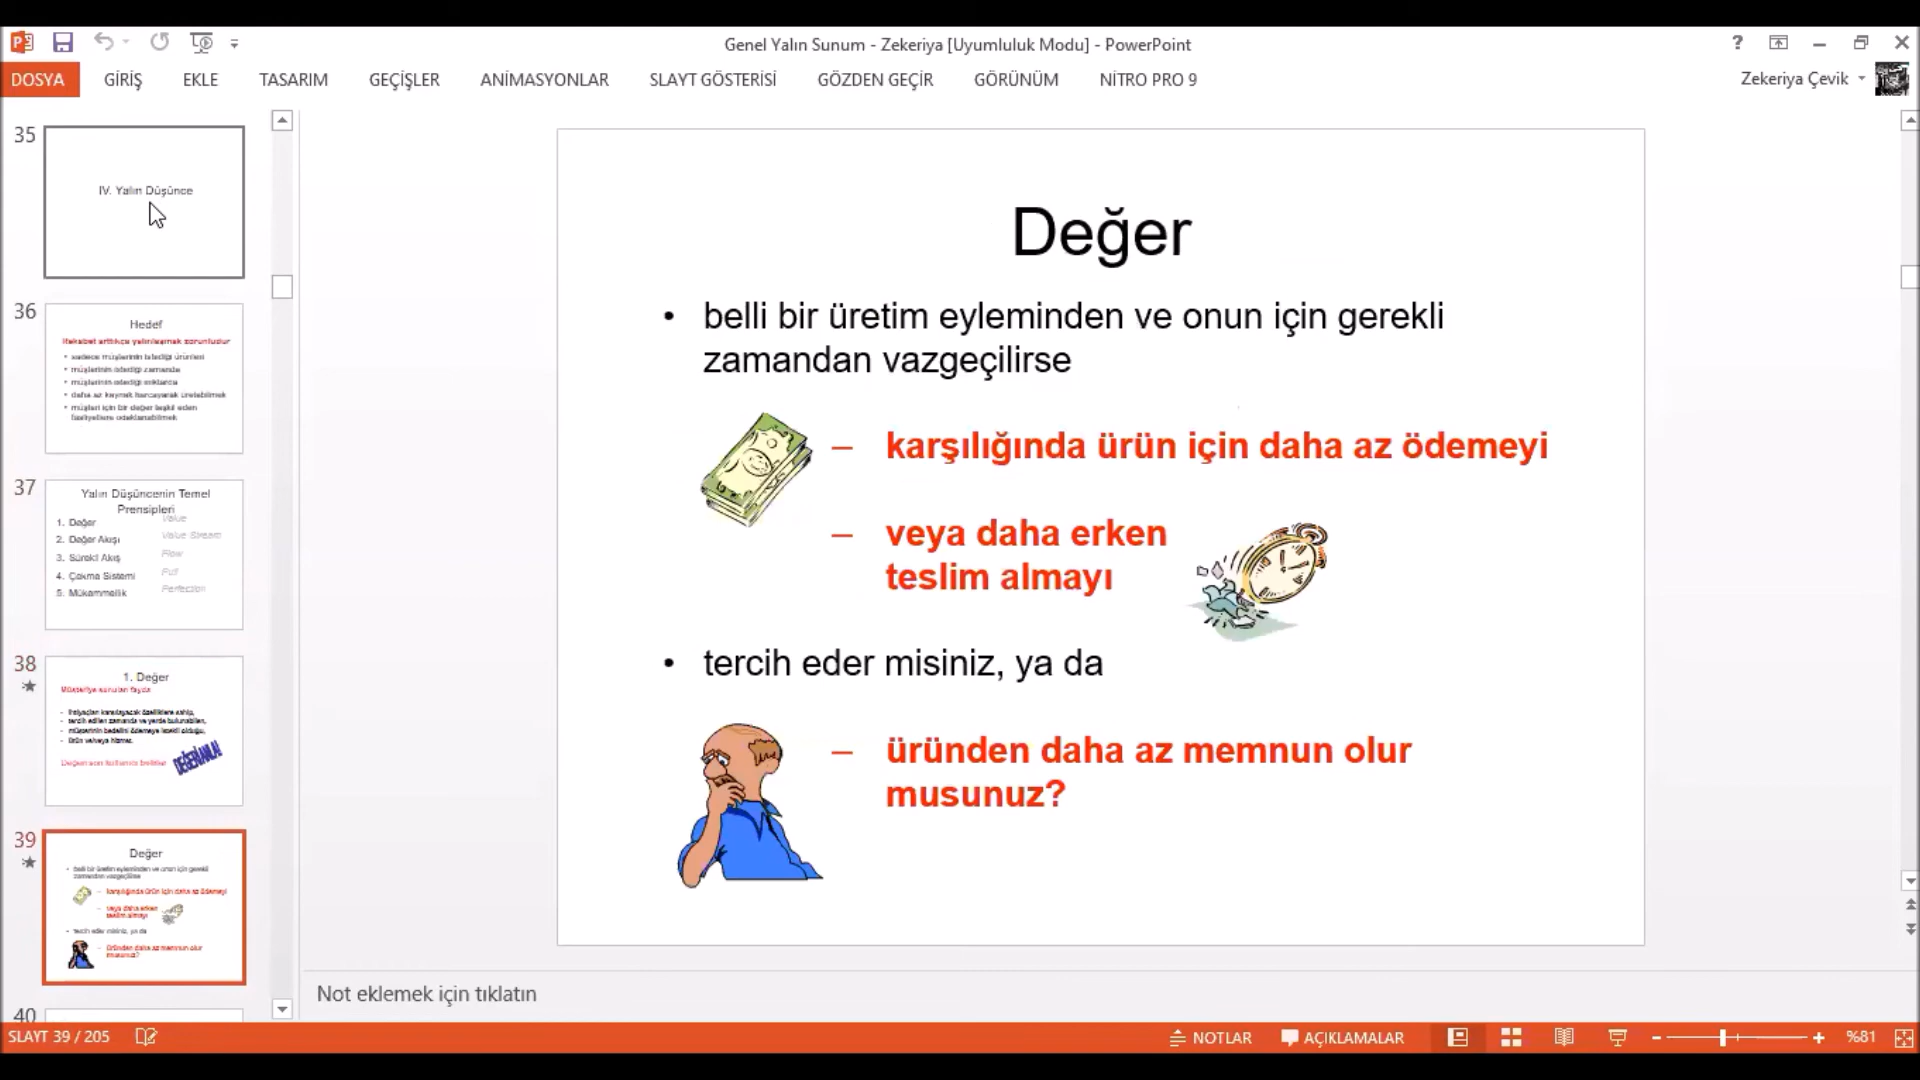 Genel Yalın Sunum - Zekeriya [Uyumluluk Modu] - PowerPoint
DOSYA GİRİŞ EKLE TASARIM GEÇİŞLER ANİMASYONLAR SLAYT GÖSTERİSİ GÖZDEN GEÇİR GÖRÜNÜM NİTRO PRO 9 Zekeriya Çevik
35
IV. Yalın Düşünce
36
Hedef
Rekabet arttıkça yalınlaşmak zorunludur
sadece müşterinin istediği ürünleri
müşterinin istediği zamanda
müşterinin istediği miktarda
daha az kaynak harcayarak üretebilmek
müşteri için bir değer teşkil eden
faaliyetlere odaklanabilmek
37
Yalın Düşüncenin Temel
Prensipleri
1. Değer Value
2. Değer Akışı Value Stream
3. Sürekli Akış Flow
4. Çekme Sistemi Pull
5. Mükemmellik Perfection
38
1. Değer
Müşteriye sunulan fayda
- ihtiyaçları karşılayacak özelliklere sahip,
- tercih edilen zamanda ve yerde bulunabilen,
- müşterinin bedelini ödemeye istekli olduğu,
- ürün ve/veya hizmet.
Değeri son kullanıcı belirler
39
Değer
• belli bir üretim eyleminden ve onun için gerekli
zamandan vazgeçilirse
– karşılığında ürün için daha az ödemeyi
– veya daha erken
teslim almayı
• tercih eder misiniz, ya da
– üründen daha az memnun olur
musunuz?
40
Değer
• belli bir üretim eyleminden ve onun için gerekli
zamandan vazgeçilirse
– karşılığında ürün için daha az ödemeyi
– veya daha erken
teslim almayı
• tercih eder misiniz, ya da
– üründen daha az memnun olur
musunuz?
Not eklemek için tıklatın
SLAYT 39 / 205 NOTLAR AÇIKLAMALAR %81